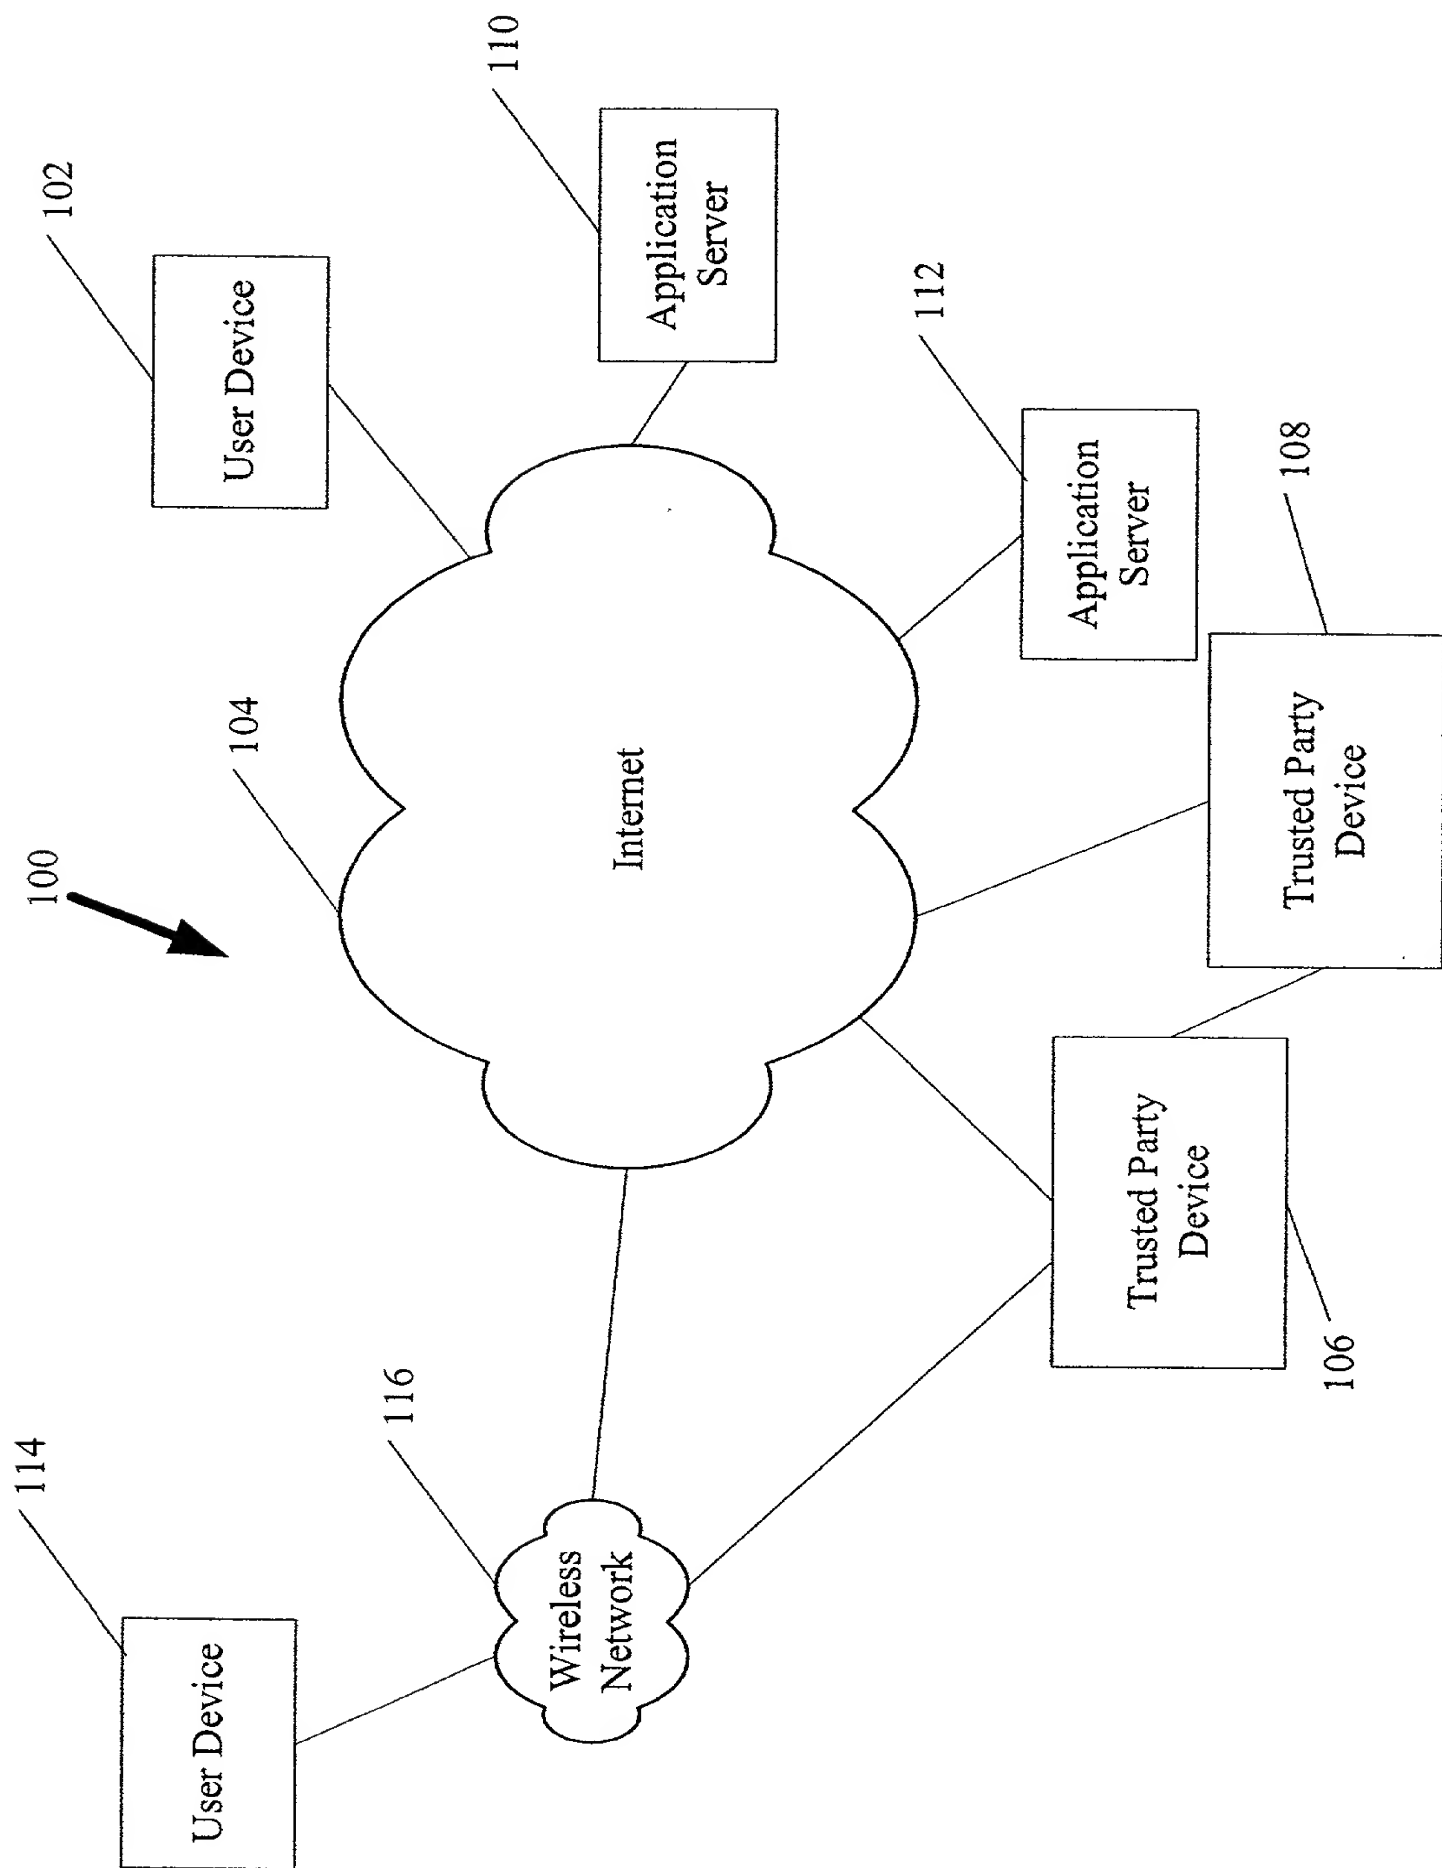 100
114
User Device
116
Wireless
Network
104
Internet
102
User Device
110
Application
Server
112
Application
Server
108
Trusted Party
Device
106
Trusted Party
Device